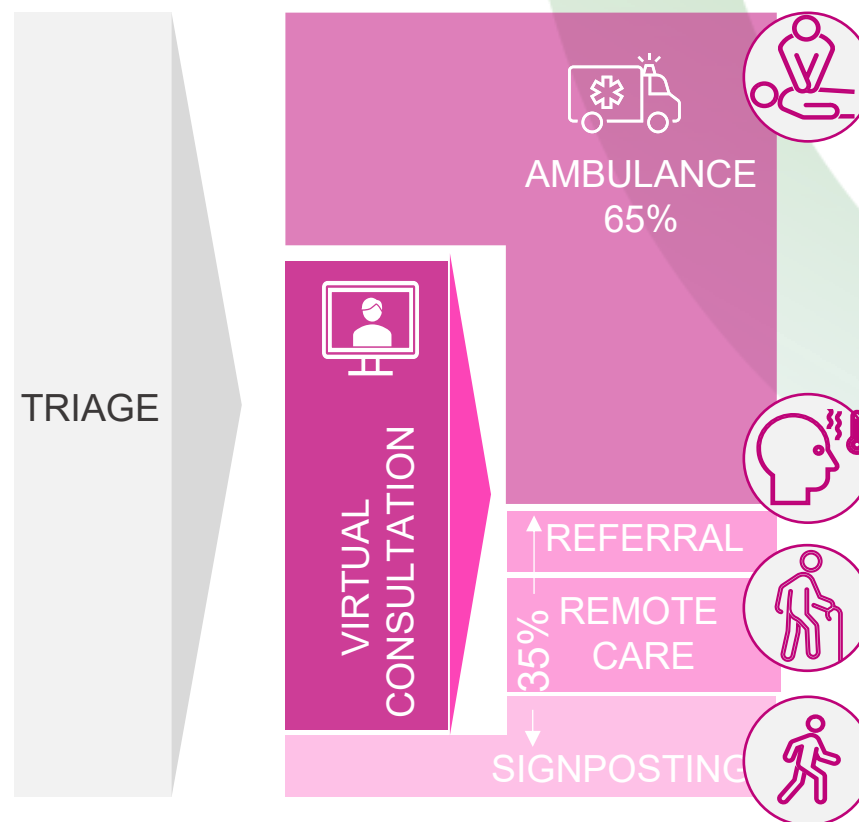 TRIAGE
AMBULANCE
65%
VIRTUAL
CONSULTATION
REFERRAL
35%
REMOTE
CARE
SIGNPOSTING